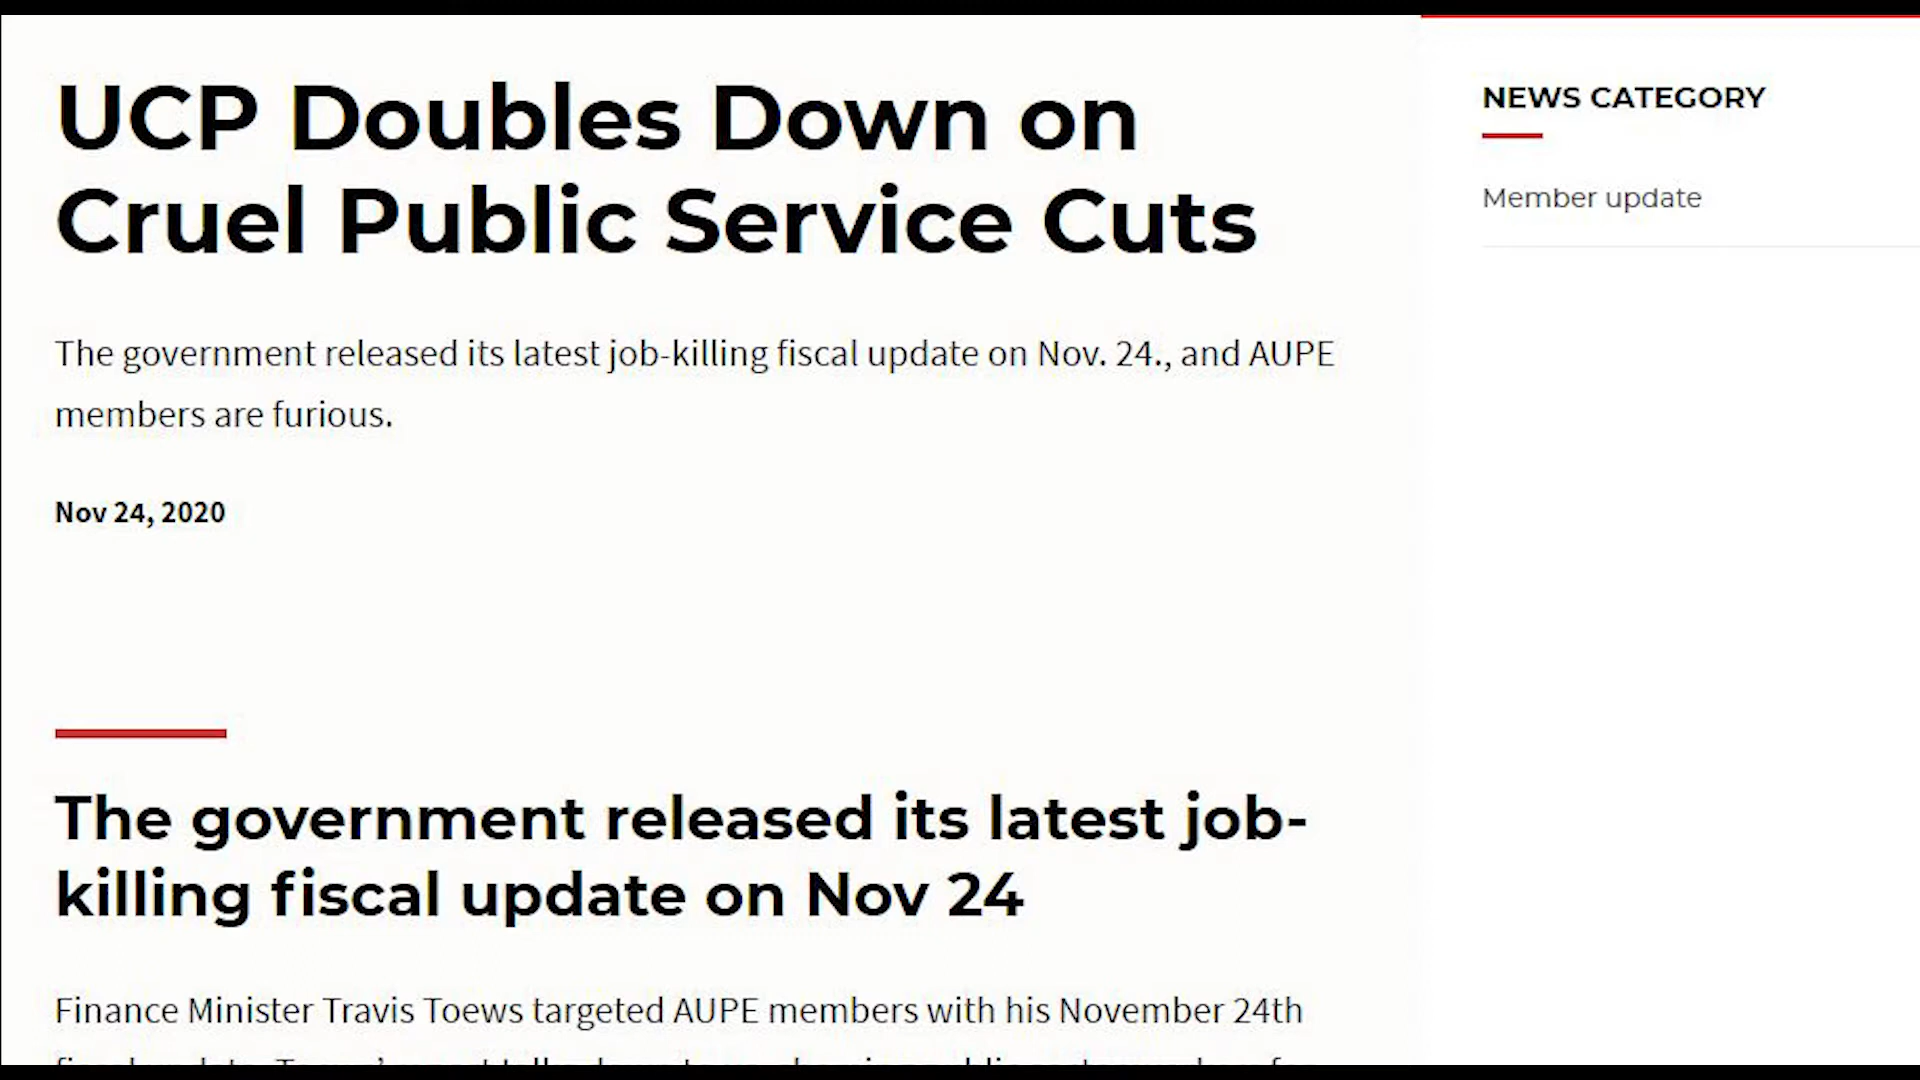 UCP Doubles Down on
Cruel Public Service Cuts
The government released its latest job-killing fiscal update on Nov. 24., and AUPE
members are furious.
Nov 24, 2020
The government released its latest job-
killing fiscal update on Nov 24
Finance Minister Travis Toews targeted AUPE members with his November 24th
NEWS CATEGORY
Member update